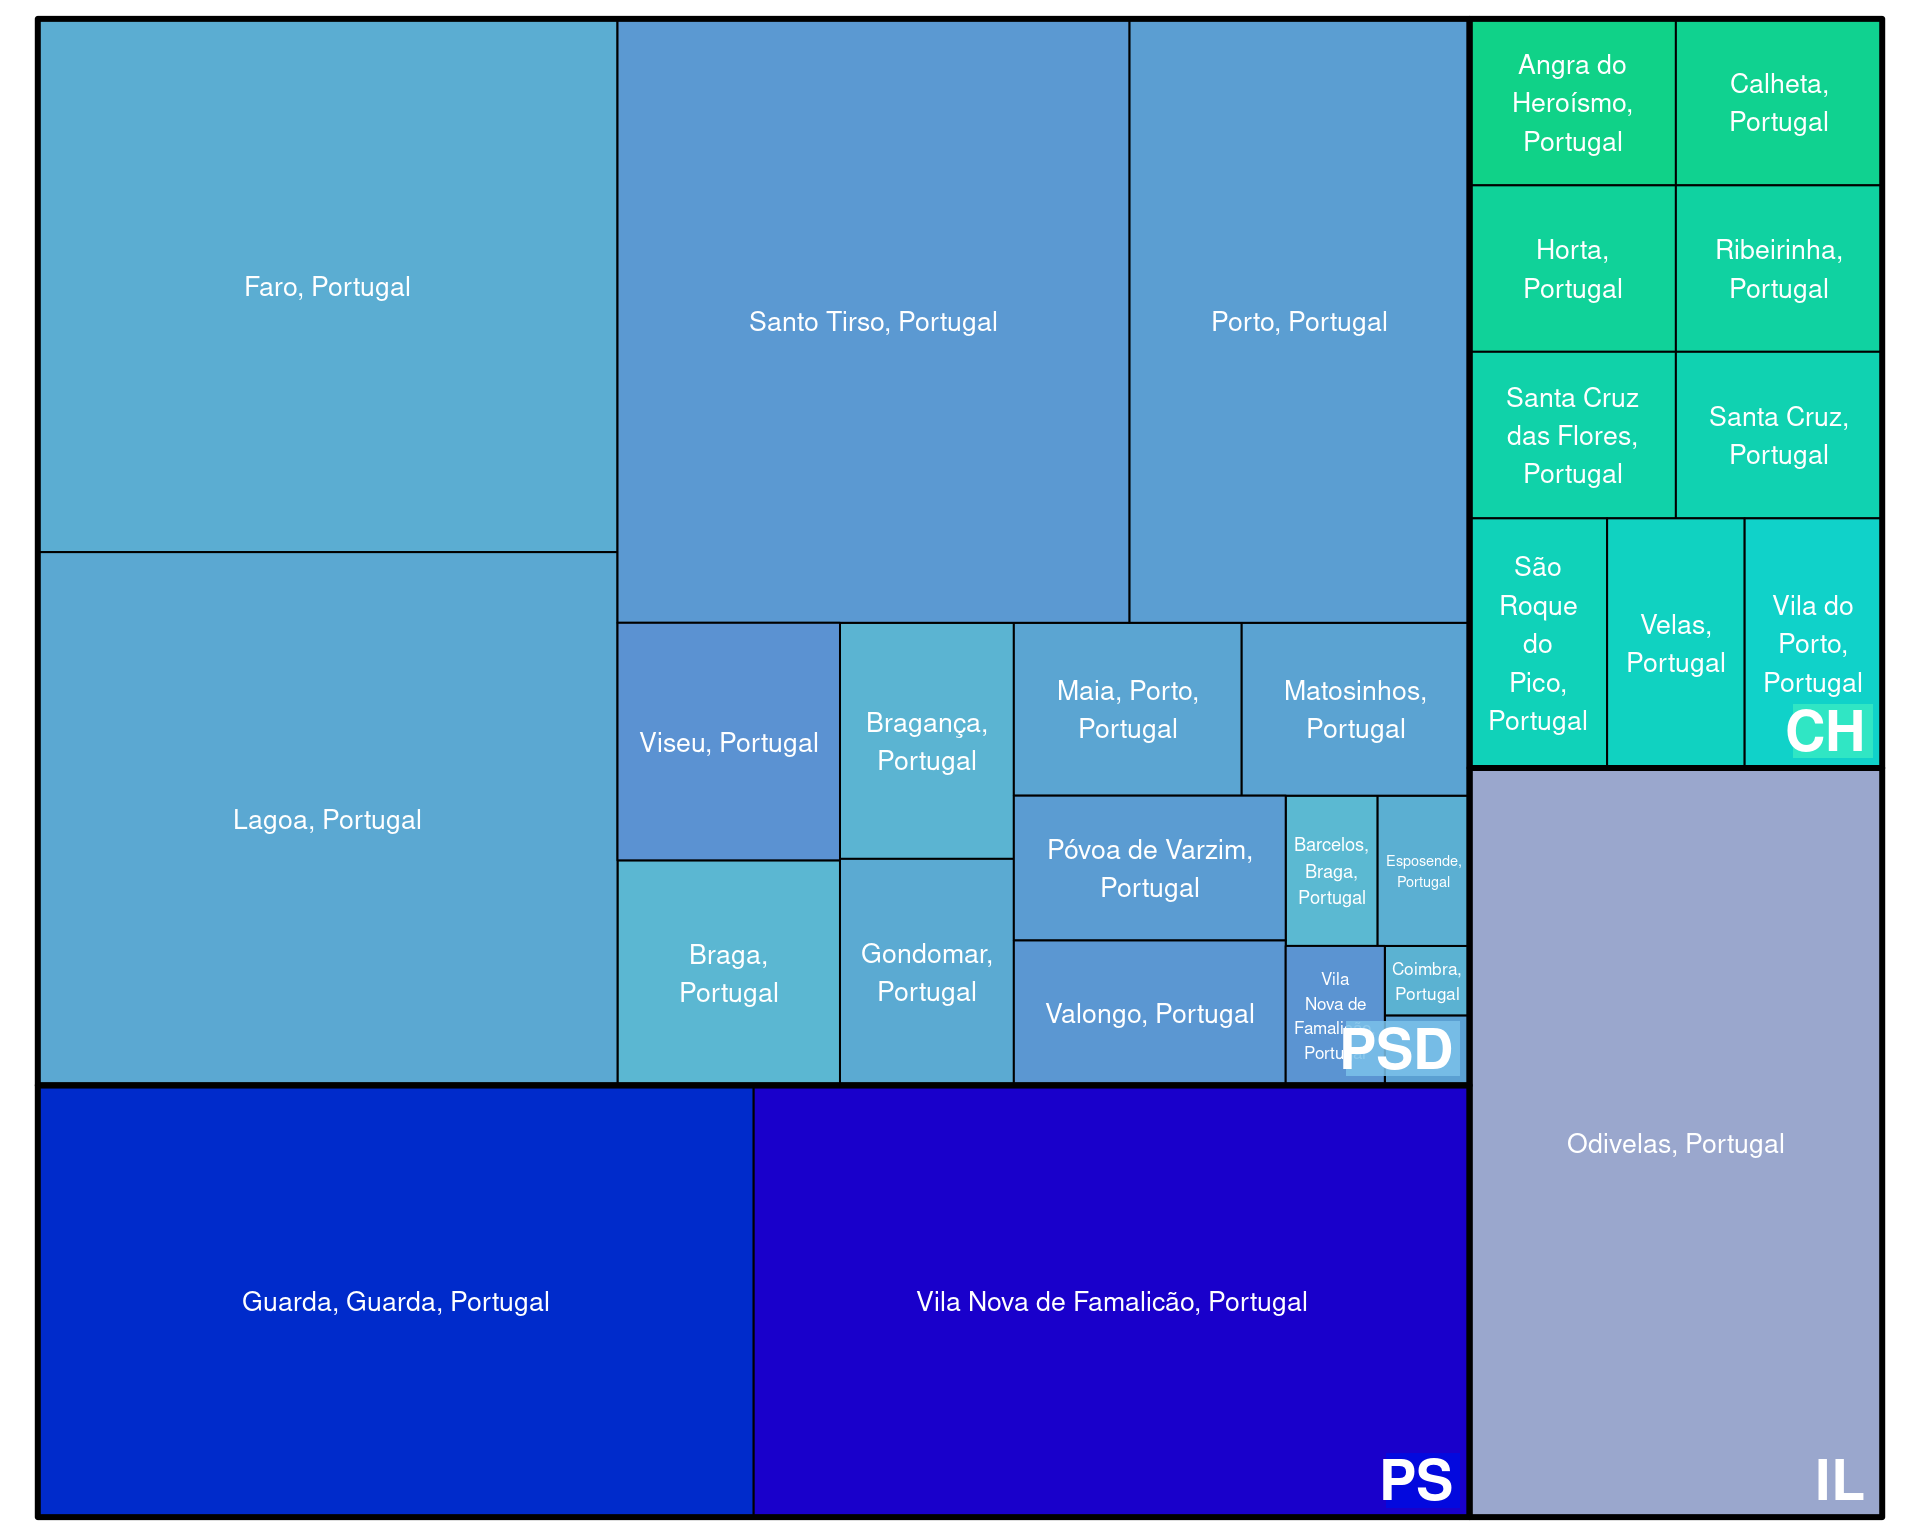 Faro, Portugal
Lagoa, Portugal
Santo Tirso, Portugal
Porto, Portugal
Viseu, Portugal
Braga,
Portugal
Bragança,
Portugal
Gondomar,
Portugal
Maia, Porto,
Portugal
Matosinhos,
Portugal
Póvoa de Varzim,
Portugal
Valongo, Portugal
Barcelos,
Braga,
Portugal
Esposende,
Portugal
Vila
Nova de
Coimbra,
Portugal
PSD
Guarda, Guarda, Portugal
Vila Nova de Famalicão, Portugal
PS
Angra do
Heroísmo,
Portugal
Calheta,
Portugal
Horta,
Portugal
Ribeirinha,
Portugal
Santa Cruz
das Flores,
Portugal
Santa Cruz,
Portugal
São
Roque
do
Pico,
Portugal
Velas,
Portugal
Vila do
Porto,
Portugal
CH
Odivelas, Portugal
IL